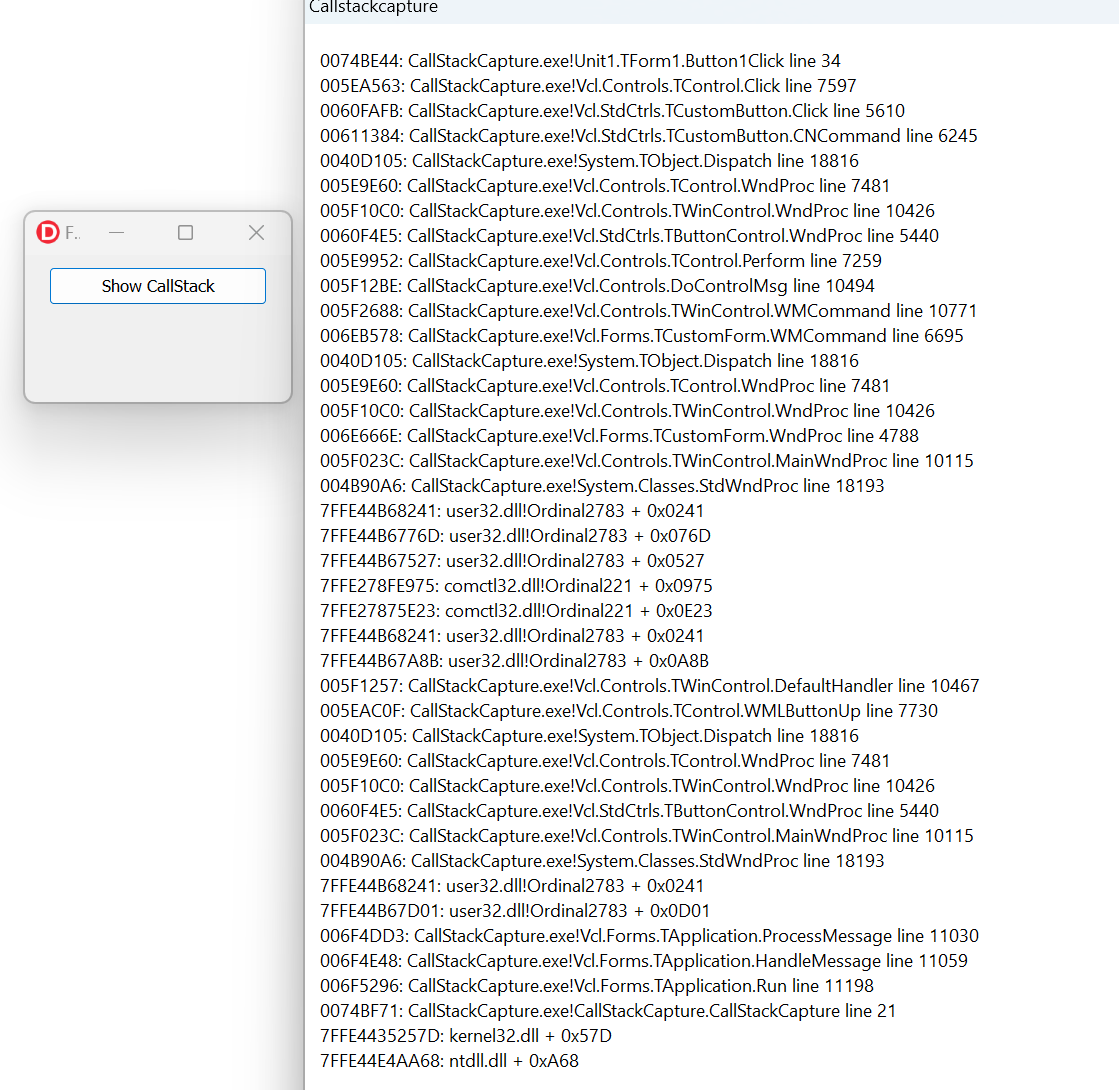 Callstackcapture
0074BE44: CallStackCapture.exe!Unit1.TForm1.Button1Click line 34
005EA563: CallStackCapture.exe!Vcl.Controls.TControl.Click line 7597
0060FAFB: CallStackCapture.exe!Vcl.StdCtrls.TCustomButton.Click line 5610
00611384: CallStackCapture.exe!Vcl.StdCtrls.TCustomButton.CNCommand line 6245
0040D105: CallStackCapture.exe!System.TObject.Dispatch line 18816
005E9E60: CallStackCapture.exe!Vcl.Controls.TControl.WndProc line 7481
005F10C0: CallStackCapture.exe!Vcl.Controls.TWinControl.WndProc line 10426
0060F4E5: CallStackCapture.exe!Vcl.StdCtrls.TButtonControl.WndProc line 5440
005E9952: CallStackCapture.exe!Vcl.Controls.TControl.Perform line 7259
005F12BE: CallStackCapture.exe!Vcl.Controls.DoControlMsg line 10494
005F2688: CallStackCapture.exe!Vcl.Controls.TWinControl.WMCommand line 10771
006EB578: CallStackCapture.exe!Vcl.Forms.TCustomForm.WMCommand line 6695
0040D105: CallStackCapture.exe!System.TObject.Dispatch line 18816
005E9E60: CallStackCapture.exe!Vcl.Controls.TControl.WndProc line 7481
005F10C0: CallStackCapture.exe!Vcl.Controls.TWinControl.WndProc line 10426
006E666E: CallStackCapture.exe!Vcl.Forms.TCustomForm.WndProc line 4788
005F023C: CallStackCapture.exe!Vcl.Controls.TWinControl.MainWndProc line 10115
004B90A6: CallStackCapture.exe!System.Classes.StdWndProc line 18193
7FFE44B68241: user32.dll!Ordinal2783 + 0x0241
7FFE44B6776D: user32.dll!Ordinal2783 + 0x076D
7FFE44B67527: user32.dll!Ordinal2783 + 0x0527
7FFE278FE975: comctl32.dll!Ordinal221 + 0x0975
7FFE27875E23: comctl32.dll!Ordinal221 + 0x0E23
7FFE44B68241: user32.dll!Ordinal2783 + 0x0241
7FFE44B67A8B: user32.dll!Ordinal2783 + 0x0A8B
005F1257: CallStackCapture.exe!Vcl.Controls.TWinControl.DefaultHandler line 10467
005EAC0F: CallStackCapture.exe!Vcl.Controls.TControl.WMLButtonUp line 7730
0040D105: CallStackCapture.exe!System.TObject.Dispatch line 18816
005E9E60: CallStackCapture.exe!Vcl.Controls.TControl.WndProc line 7481
005F10C0: CallStackCapture.exe!Vcl.Controls.TWinControl.WndProc line 10426
0060F4E5: CallStackCapture.exe!Vcl.StdCtrls.TButtonControl.WndProc line 5440
005F023C: CallStackCapture.exe!Vcl.Controls.TWinControl.MainWndProc line 10115
004B90A6: CallStackCapture.exe!System.Classes.StdWndProc line 18193
7FFE44B68241: user32.dll!Ordinal2783 + 0x0241
7FFE44B67D01: user32.dll!Ordinal2783 + 0x0D01
006F4DD3: CallStackCapture.exe!Vcl.Forms.TApplication.ProcessMessage line 11030
006F4E48: CallStackCapture.exe!Vcl.Forms.TApplication.HandleMessage line 11059
006F5296: CallStackCapture.exe!Vcl.Forms.TApplication.Run line 11198
0074BF71: CallStackCapture.exe!CallStackCapture.CallStackCapture line 21
7FFE4435257D: kernel32.dll + 0x57D
7FFE44E4AA68: ntdll.dll + 0xA68
D F..
Show CallStack